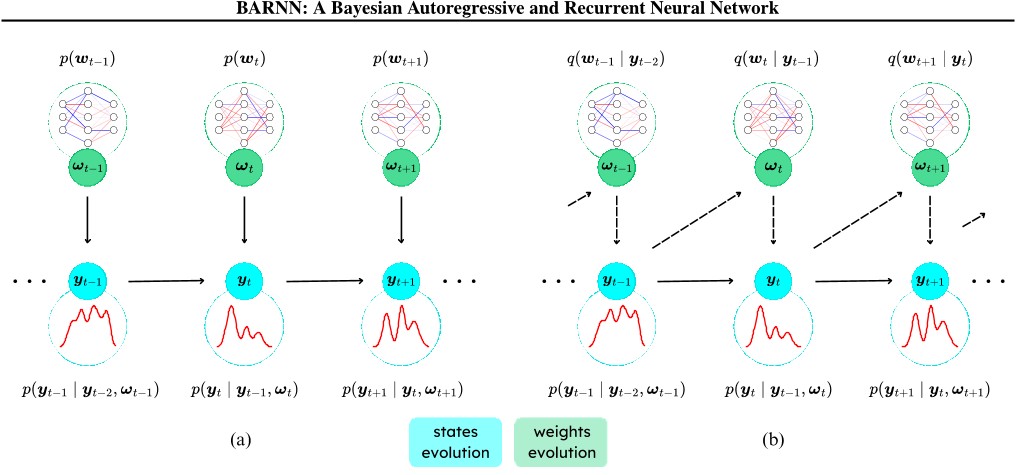 BARNN: A Bayesian Autoregressive and Recurrent Neural Network
p(w_{t−1}) p(w_t) p(w_{t+1}) q(w_{t−1} | y_{t−2}) q(w_t | y_{t−1}) q(w_{t+1} | y_t)
ω_{t−1} ω_t ω_{t+1} ω_{t−1} ω_t ω_{t+1}
· · · y_{t−1} y_t y_{t+1} · · · · · · y_{t−1} y_t y_{t+1} · · ·
p(y_{t−1} | y_{t−2}, ω_{t−1}) p(y_t | y_{t−1}, ω_t) p(y_{t+1} | y_t, ω_{t+1}) p(y_{t−1} | y_{t−2}, ω_{t−1}) p(y_t | y_{t−1}, ω_t) p(y_{t+1} | y_t, ω_{t+1})
(a)
states
evolution
weights
evolution
(b)